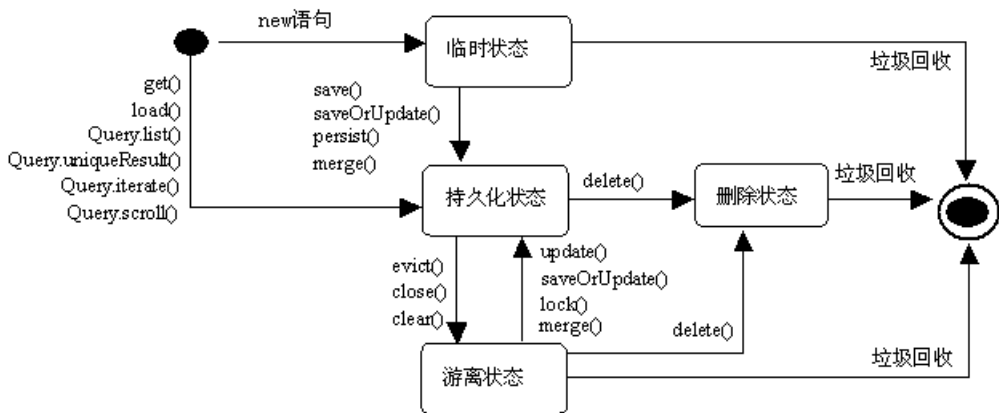 new语句
临时状态
垃圾回收
get()
load()
Query.list()
Query.uniqueResult()
Query.iterate()
Query.scroll()
save()
saveOrUpdate()
persist()
merge()
持久化状态
delete()
删除状态
垃圾回收
evict()
close()
clear()
update()
saveOrUpdate()
lock()
merge()
delete()
游离状态
垃圾回收